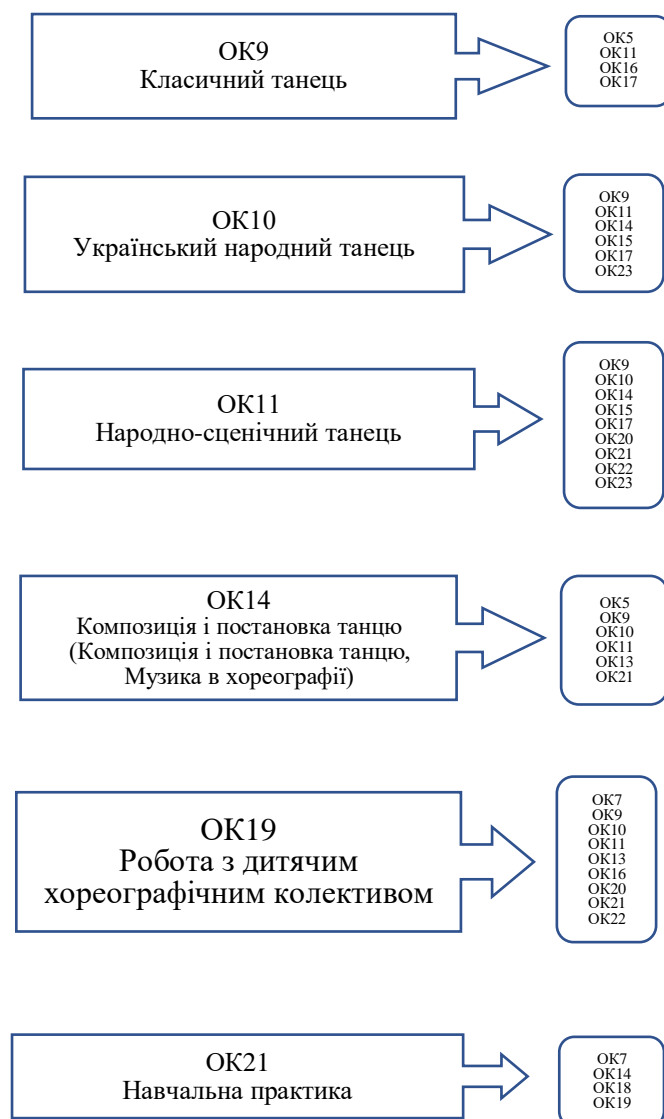 ОК9
Класичний танець
ОК5
ОК11
ОК16
ОК17
ОК10
Український народний танець
ОК9
ОК11
ОК14
ОК15
ОК17
ОК23
ОК11
Народно-сценічний танець
ОК9
ОК10
ОК14
ОК15
ОК17
ОК20
ОК21
ОК22
ОК23
ОК14
Композиція і постановка танцю
(Композиція і постановка танцю,
Музика в хореографії)
ОК5
ОК9
ОК10
ОК11
ОК13
ОК21
ОК19
Робота з дитячим
хореографічним колективом
ОК7
ОК9
ОК10
ОК11
ОК13
ОК16
ОК20
ОК21
ОК22
ОК21
Навчальна практика
ОК7
ОК14
ОК18
ОК19